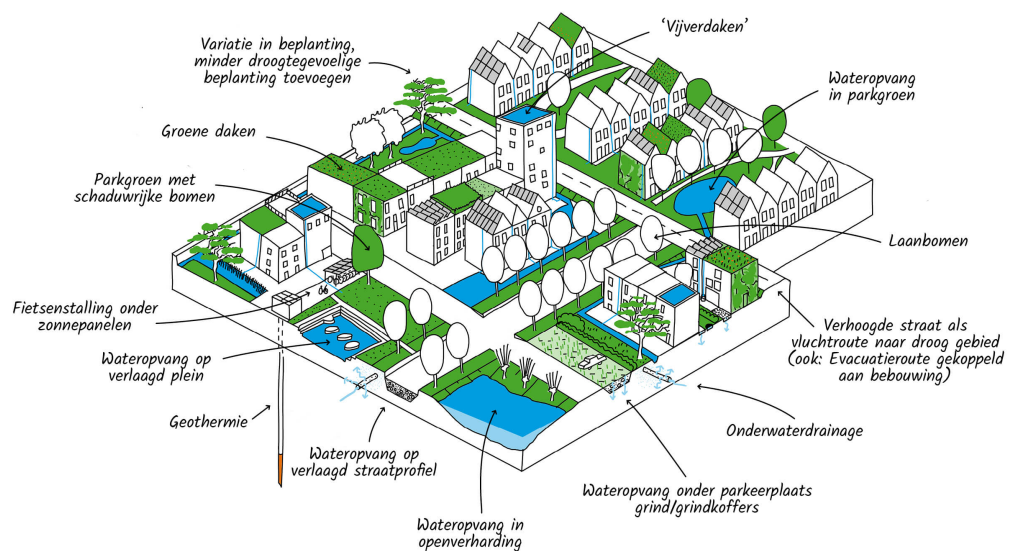 ‘Vijverdaken’
Variatie in beplanting,
minder droogtegevoelige
beplanting toevoegen
Wateropvang
in parkgroen
Groene daken
Parkgroen met
schaduwrijke bomen
Laanbomen
Fietsenstalling onder
zonnepanelen
Verhoogde straat als
vluchtroute naar droog gebied
(ook: Evacuatieroute gekoppeld
aan bebouwing)
Wateropvang op
verlaagd plein
Geothermie
Onderwaterdrainage
Wateropvang op
verlaagd straatprofiel
Wateropvang onder parkeerplaats
grind/grindkoffers
Wateropvang in
openverharding